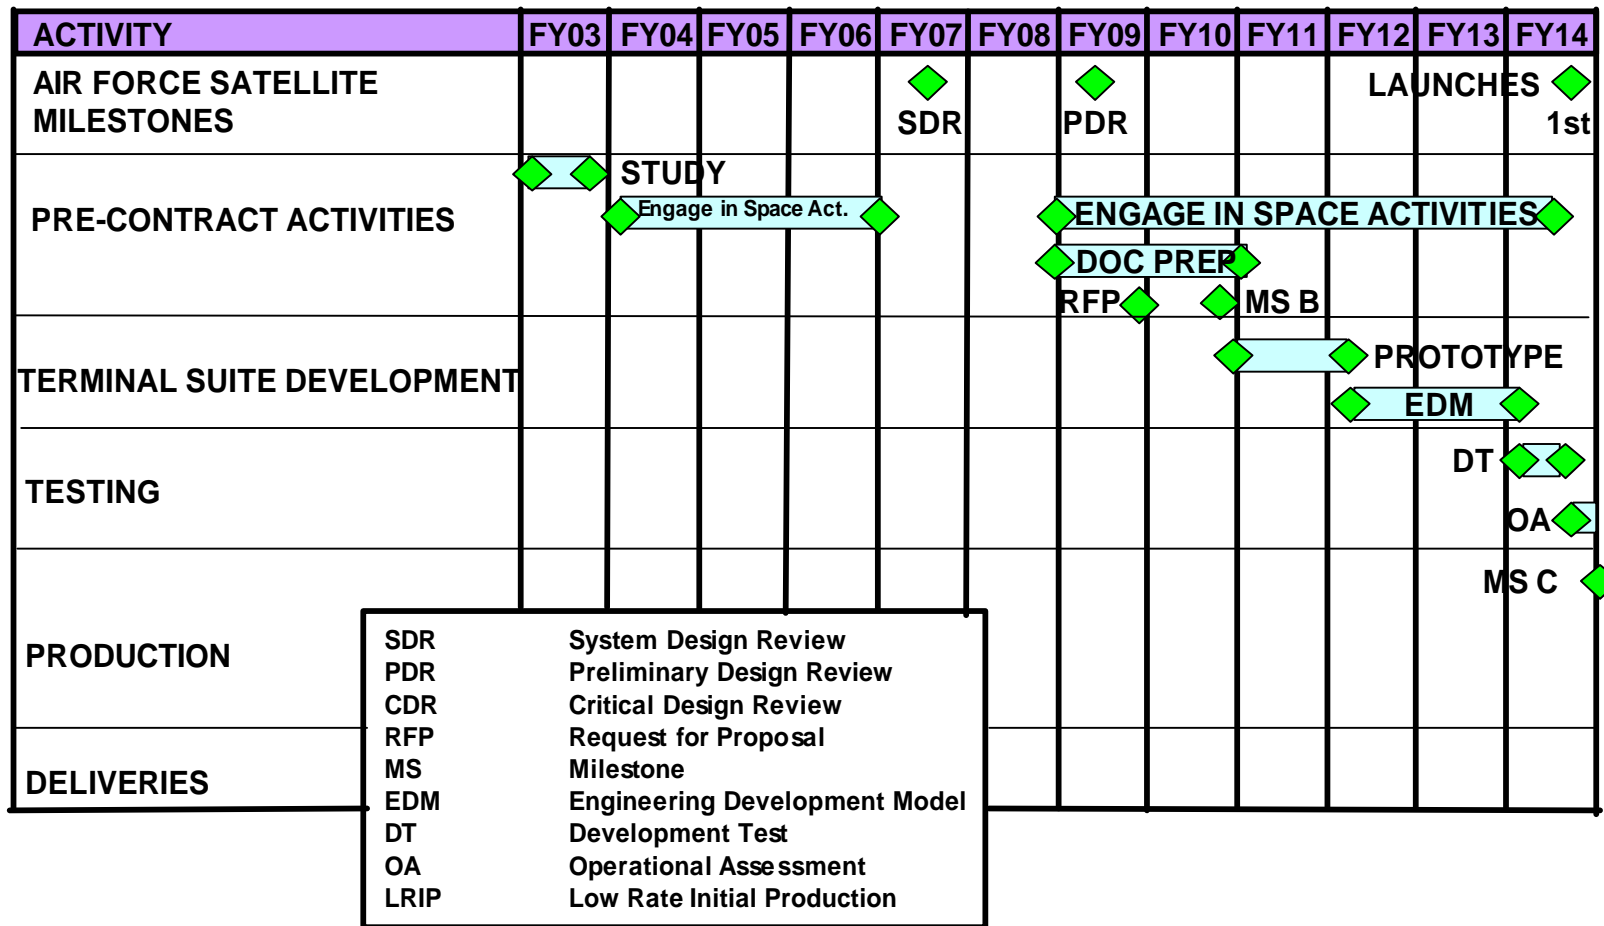 ACTIVITY FY03 FY04 FY05 FY06 FY07 FY08 FY09 FY10 FY11 FY12 FY13 FY14
AIR FORCE SATELLITE
MILESTONES
LAUNCHES
SDR PDR 1st
STUDY
PRE-CONTRACT ACTIVITIES
Engage in Space Act.
ENGAGE IN SPACE ACTIVITIES
DOC PREP
RFP MS B
TERMINAL SUITE DEVELOPMENT
PROTOTYPE
EDM
TESTING
DT
OA
MS C
PRODUCTION
DELIVERIES
SDR System Design Review
PDR Preliminary Design Review
CDR Critical Design Review
RFP Request for Proposal
MS Milestone
EDM Engineering Development Model
DT Development Test
OA Operational Assessment
LRIP Low Rate Initial Production